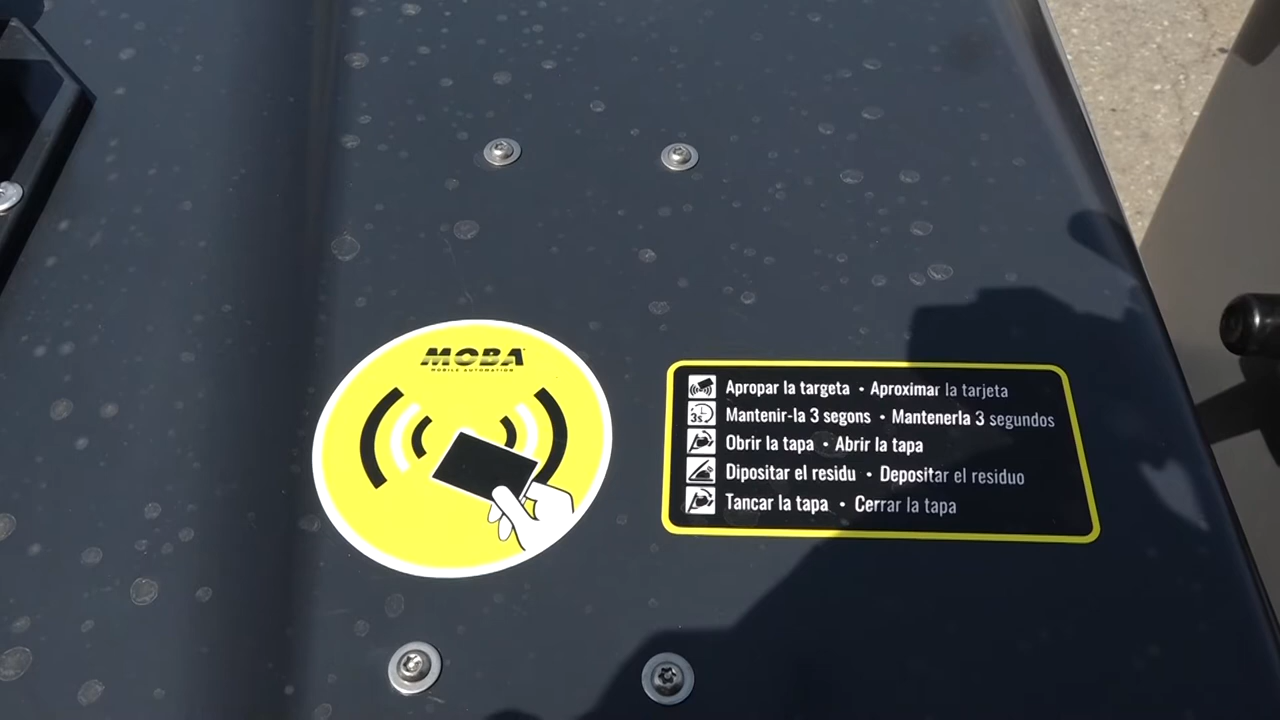 MOBA
MOBILE AUTOMATION
Apropar la targeta • Aproximar la tarjeta
3s Mantenir-la 3 segons • Mantenerla 3 segundos
Obrir la tapa • Abrir la tapa
Dipositar el residu • Depositar el residuo
Tancar la tapa • Cerrar la tapa